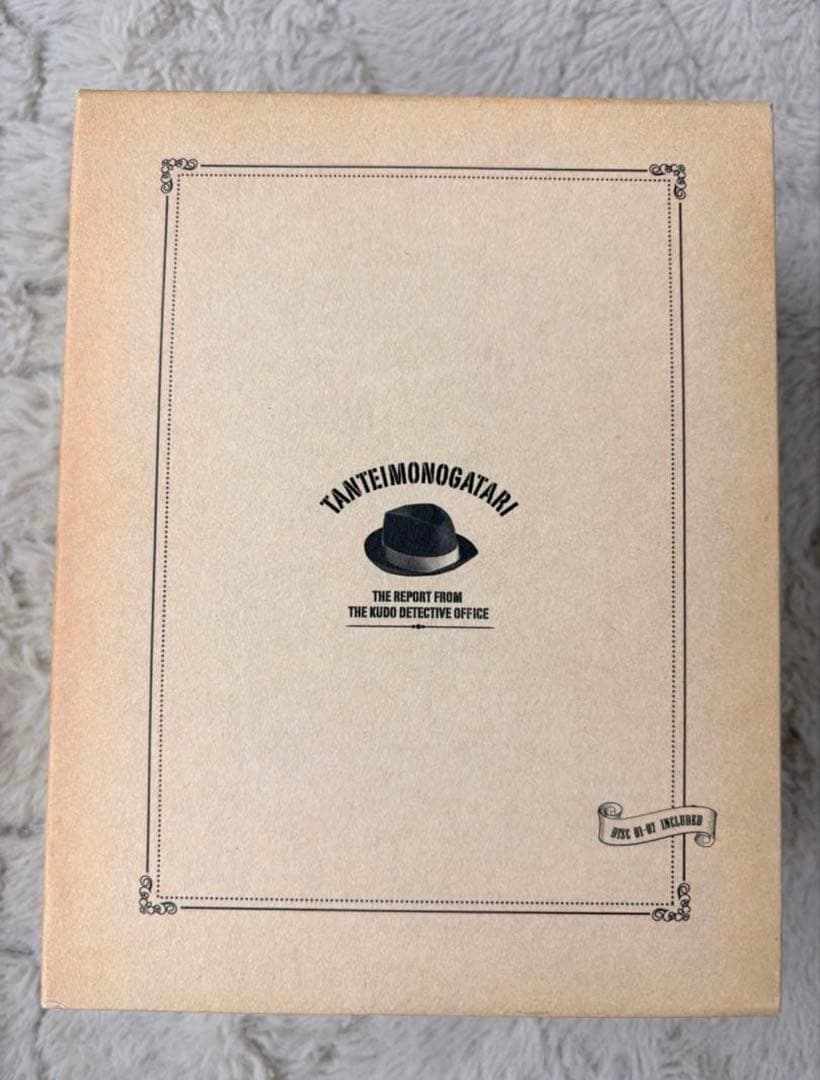 TANTEIMONOGATARI
THE REPORT FROM
THE KUDO DETECTIVE OFFICE
DISC 01-07 INCLUDED